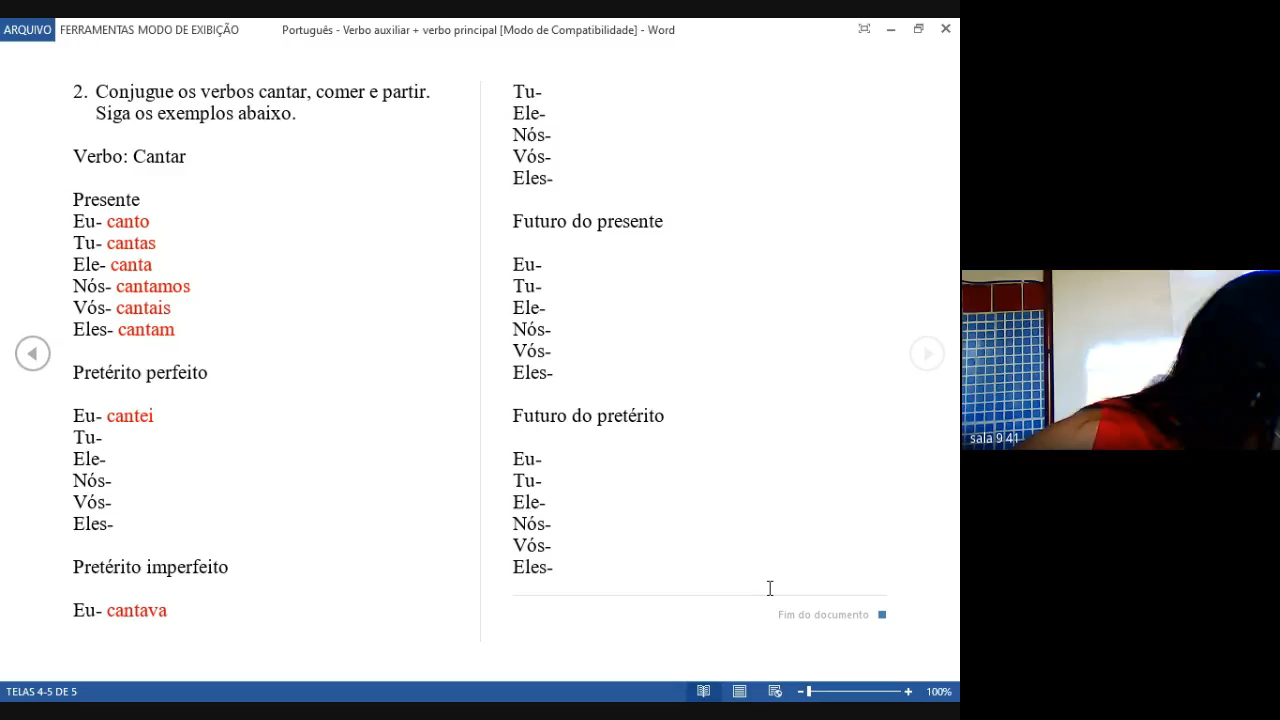 ARQUIVO FERRAMENTAS MODO DE EXIBIÇÃO Português - Verbo auxiliar + verbo principal [Modo de Compatibilidade] - Word
2. Conjugue os verbos cantar, comer e partir.
Siga os exemplos abaixo.
Verbo: Cantar
Presente
Eu- canto
Tu- cantas
Ele- canta
Nós- cantamos
Vós- cantais
Eles- cantam
Pretérito perfeito
Eu- cantei
Tu-
Ele-
Nós-
Vós-
Eles-
Pretérito imperfeito
Eu- cantava
Tu-
Ele-
Nós-
Vós-
Eles-
Futuro do presente
Eu-
Tu-
Ele-
Nós-
Vós-
Eles-
Futuro do pretérito
Eu-
Tu-
Ele-
Nós-
Vós-
Eles-
Fim do documento
sala 9 41
TELAS 4-5 DE 5
100%